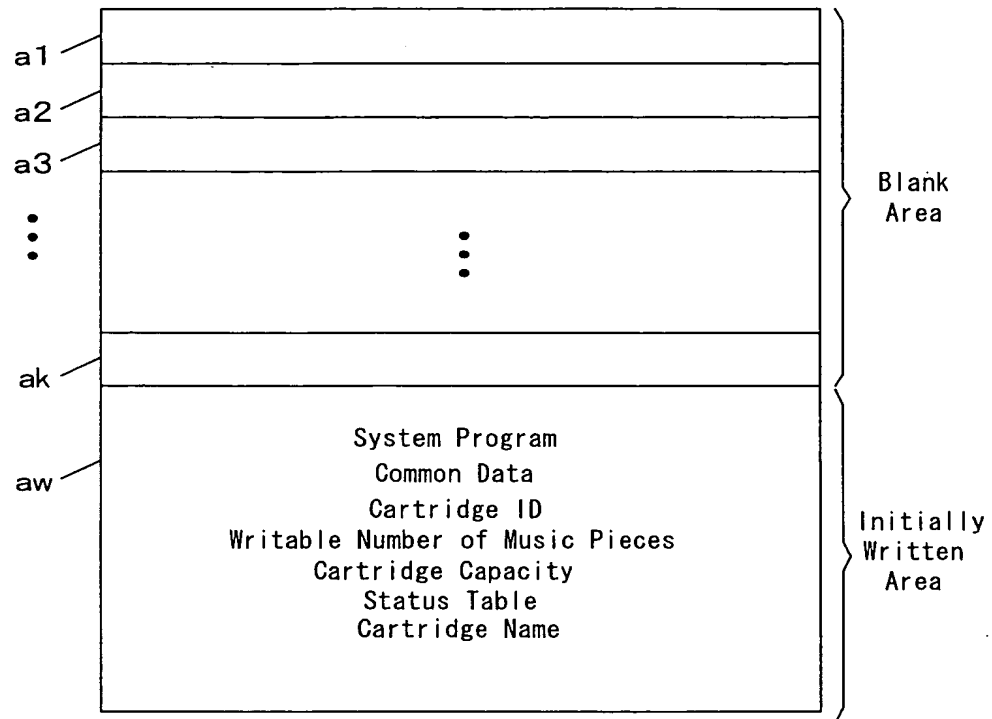 a1
a2
a3
Blank
Area
ak
aw
System Program
Common Data
Cartridge ID
Writable Number of Music Pieces
Cartridge Capacity
Status Table
Cartridge Name
Initially
Written
Area